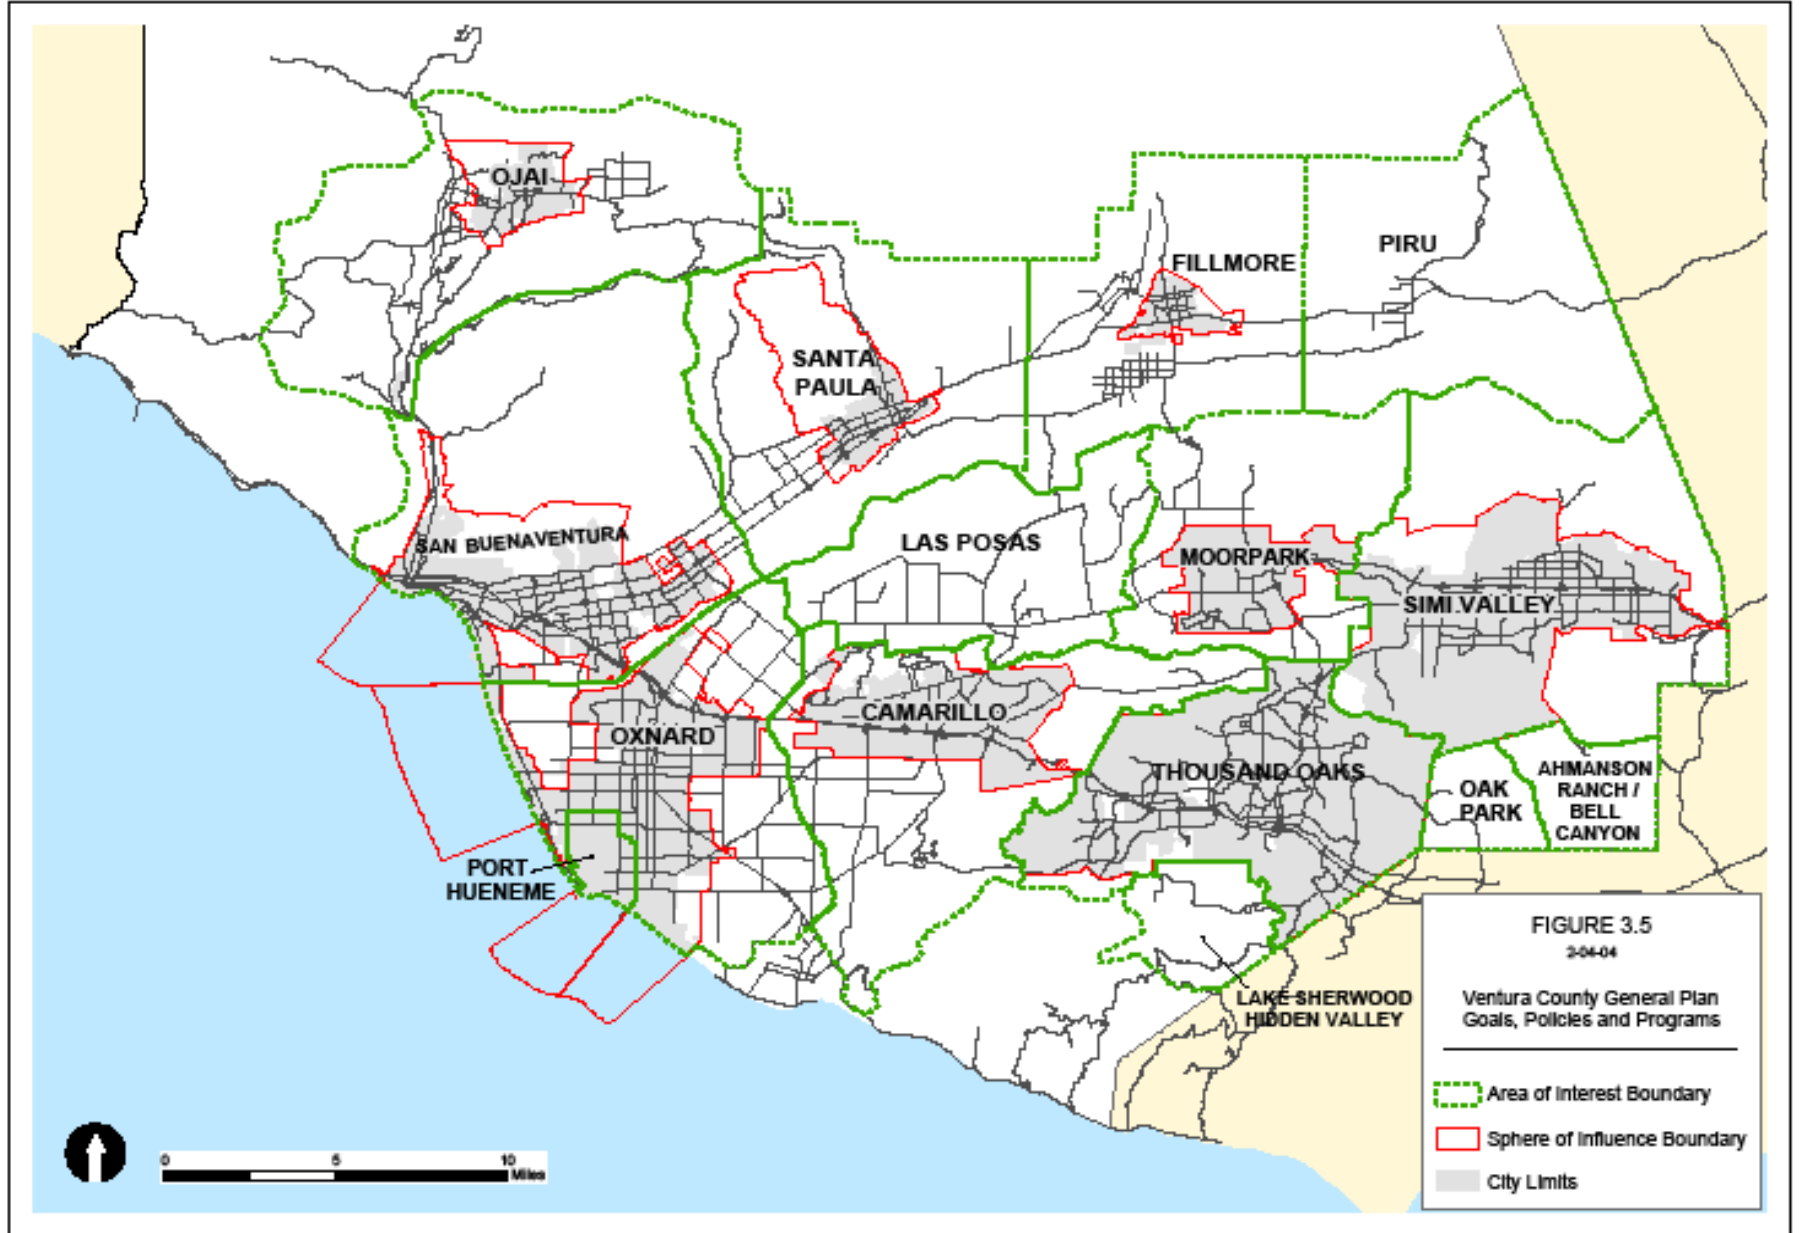 OJAI
PIRU
FILLMORE
SANTA
PAULA
SAN BUENAVENTURA
LAS POSAS
MOORPARK
SIMI VALLEY
CAMARILLO
OXNARD
THOUSAND OAKS
OAK
PARK
AHMANSON
RANCH /
BELL
CANYON
PORT
HUENEME
LAKE SHERWOOD
HIDDEN VALLEY
FIGURE 3.5
2-04-04
Ventura County General Plan
Goals, Policies and Programs
Area of Interest Boundary
Sphere of Influence Boundary
City Limits
0 5 10
Miles